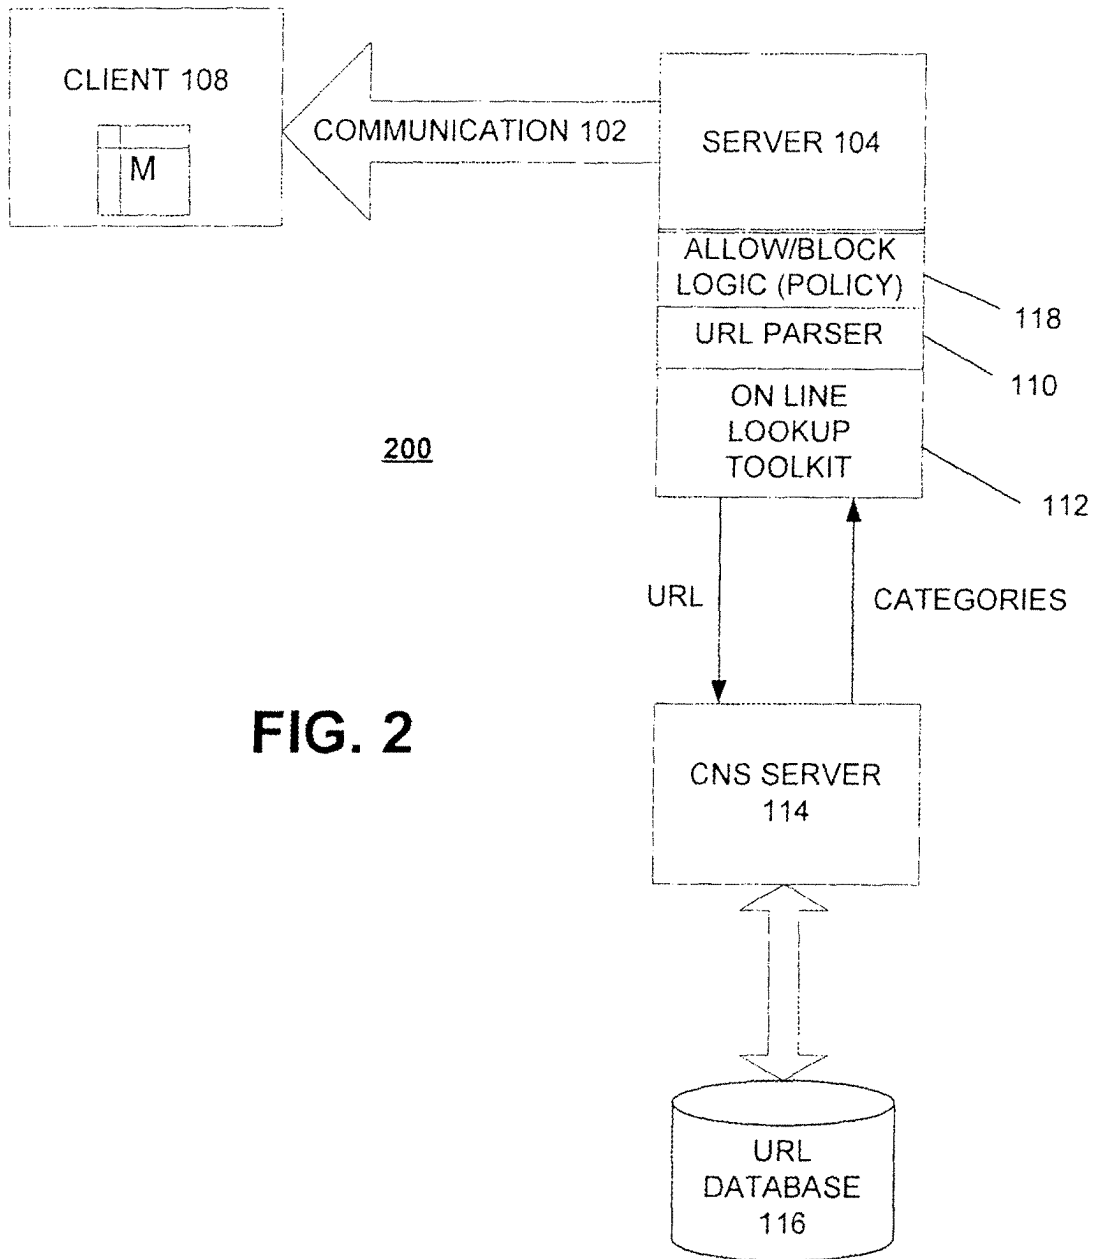 CLIENT 108
M
COMMUNICATION 102
SERVER 104
ALLOW/BLOCK
LOGIC (POLICY)
118
URL PARSER
110
ON LINE
LOOKUP
TOOLKIT
112
200
URL
CATEGORIES
FIG. 2
CNS SERVER
114
URL
DATABASE
116